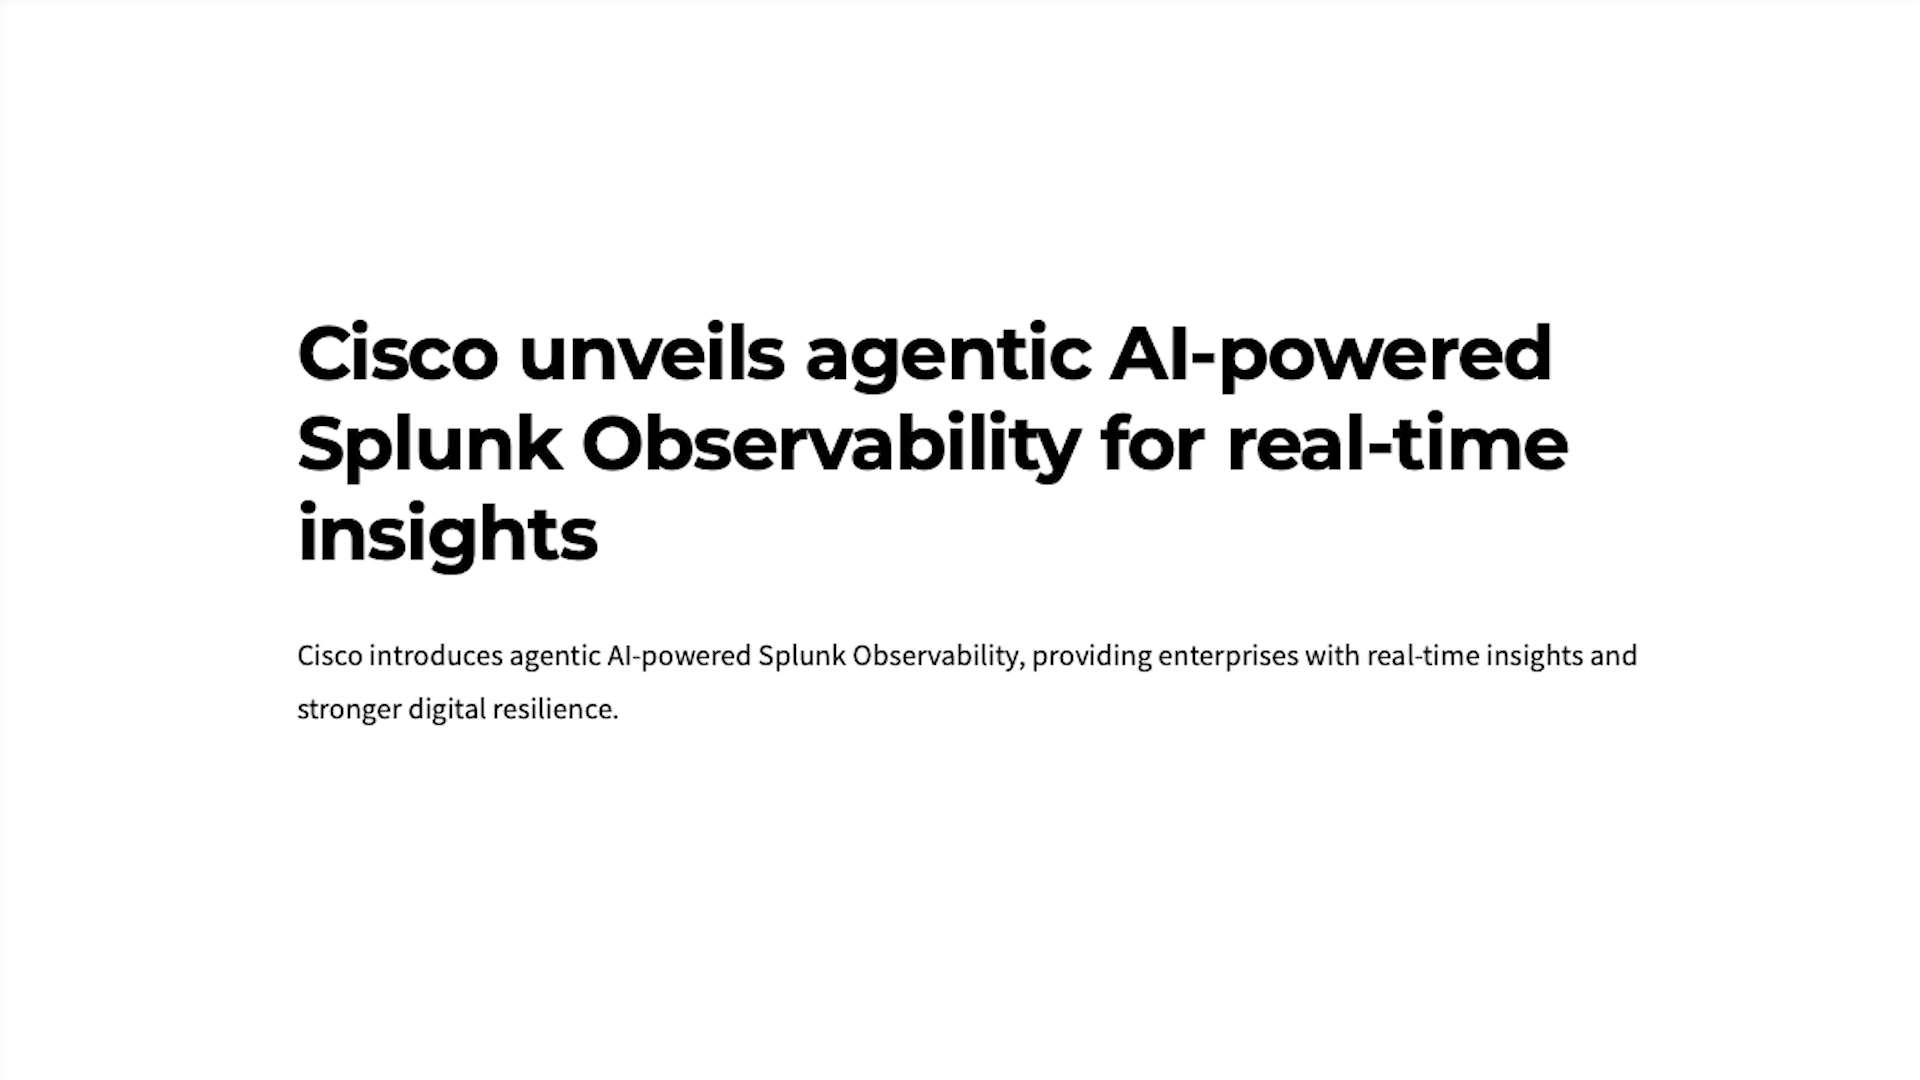 Cisco unveils agentic AI-powered
Splunk Observability for real-time
insights
Cisco introduces agentic AI-powered Splunk Observability, providing enterprises with real-time insights and
stronger digital resilience.